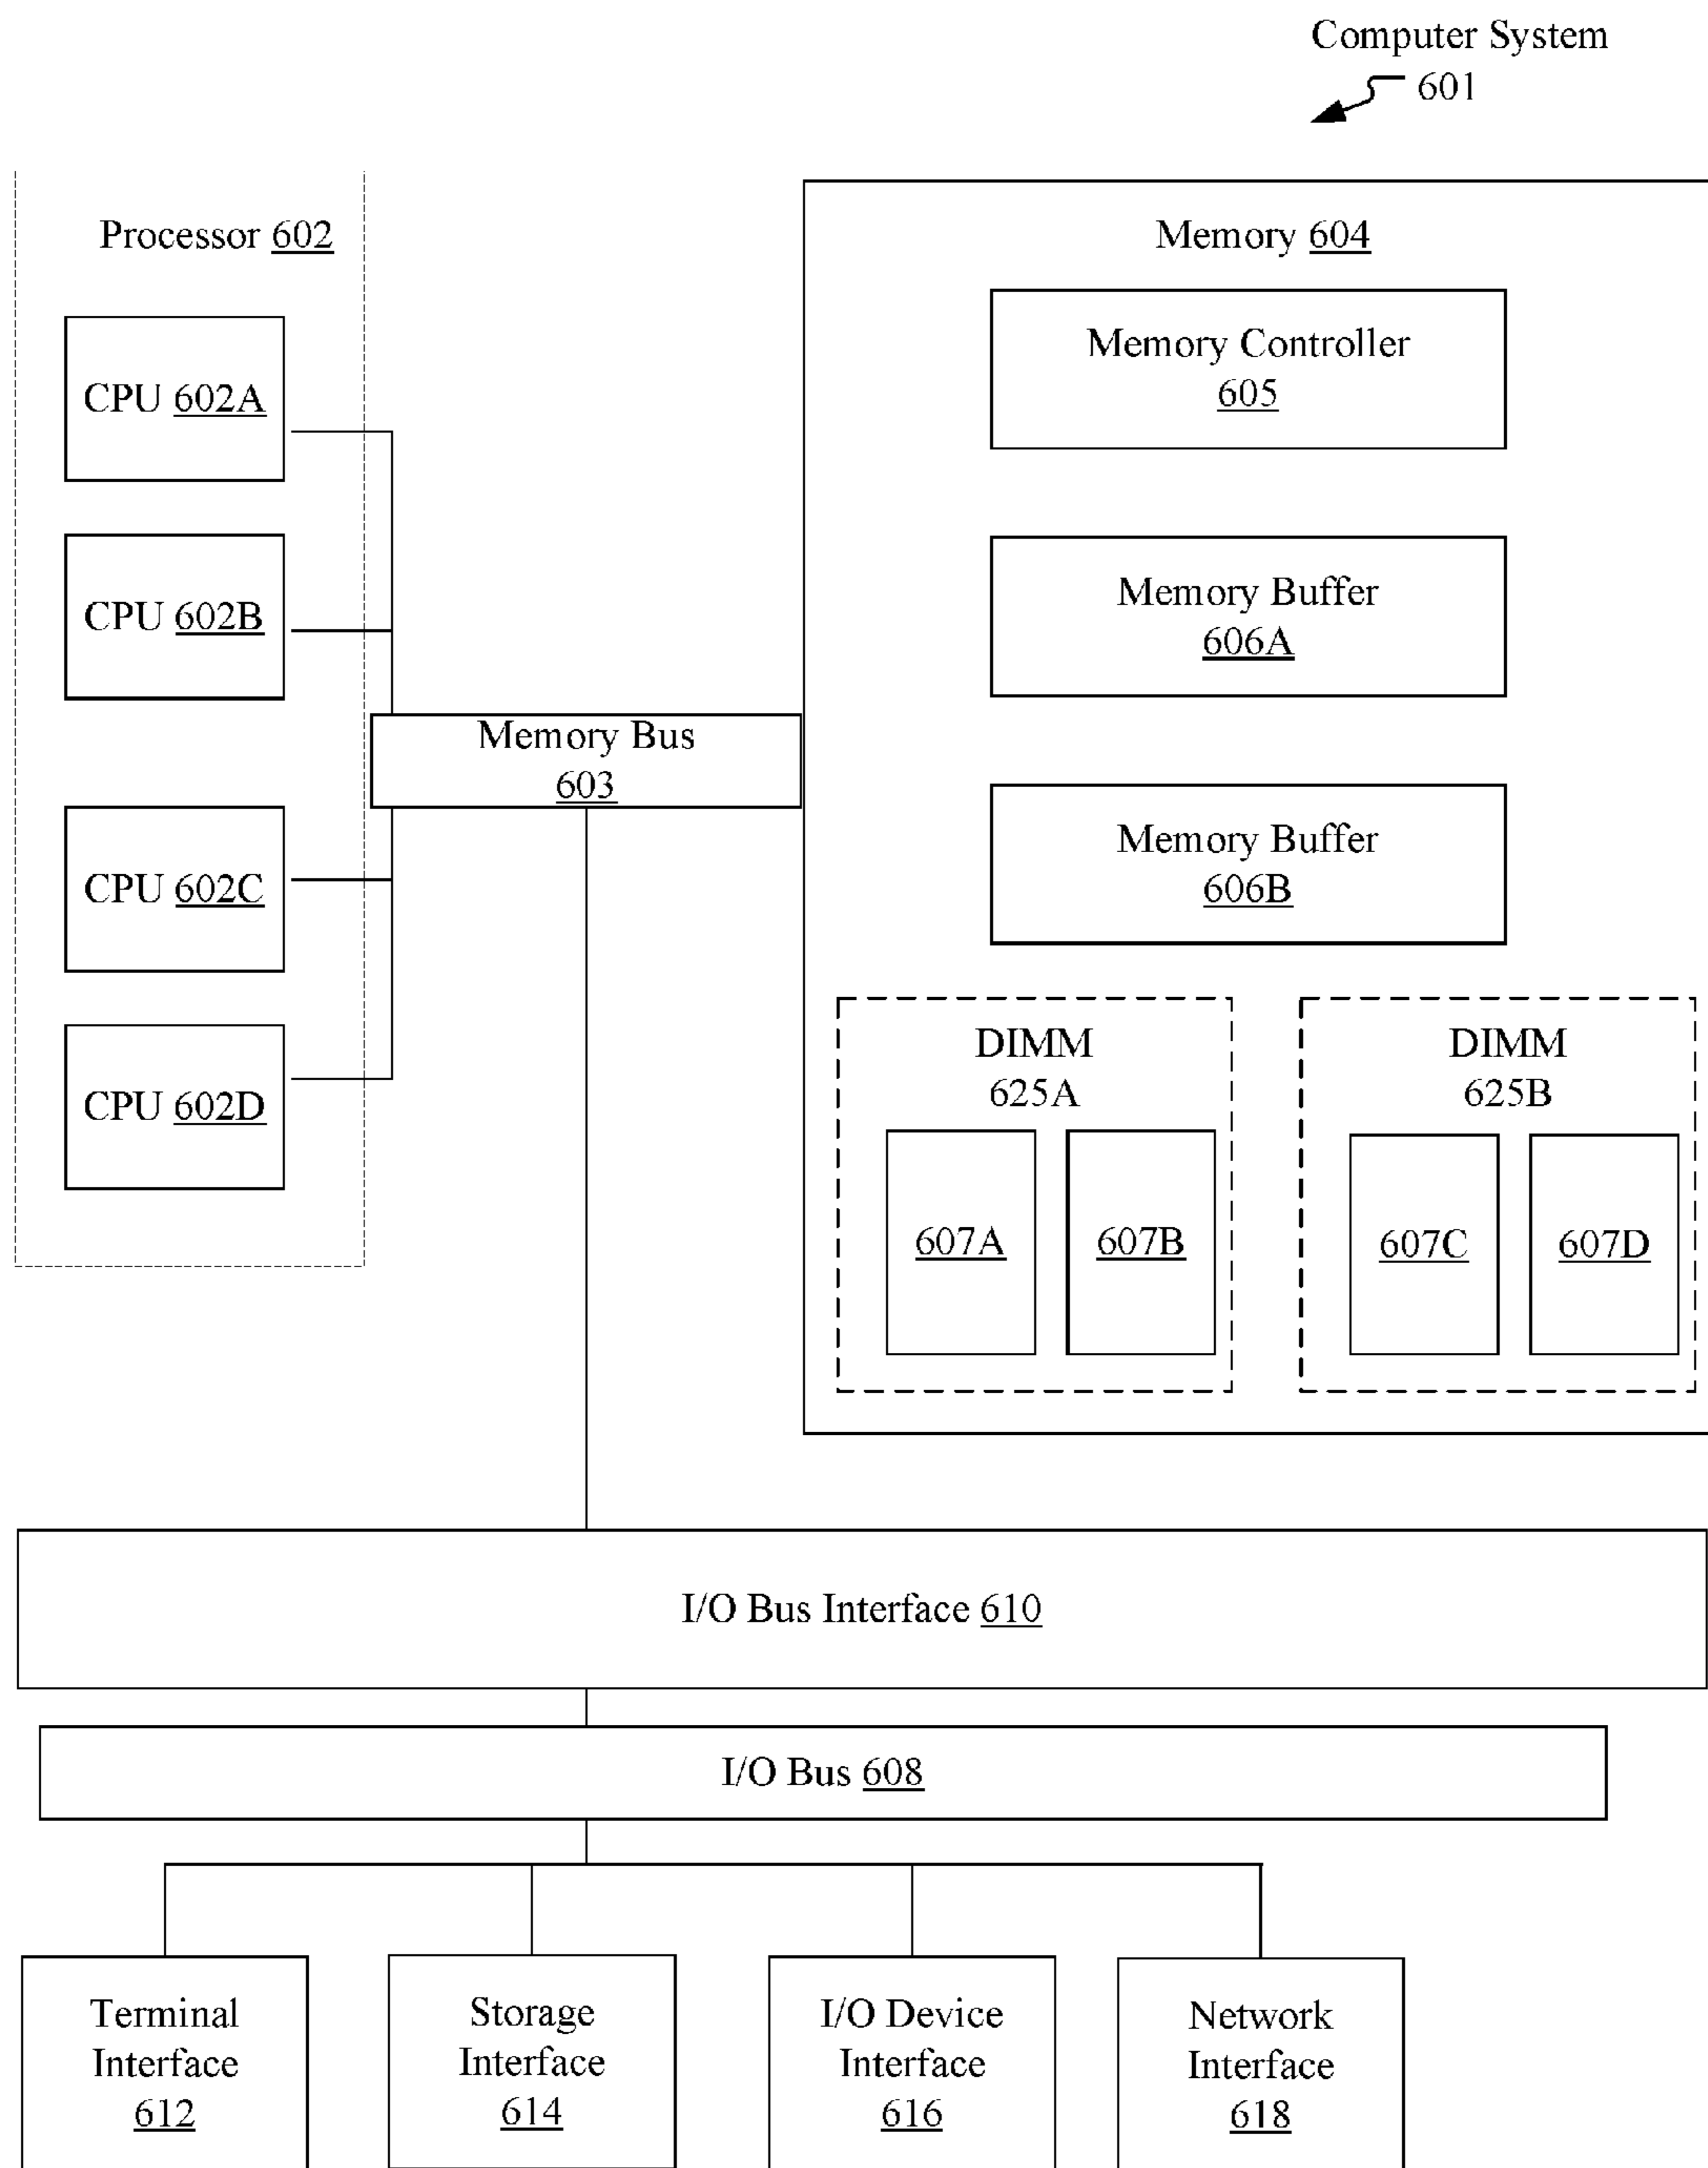 Computer System
601
Processor 602
CPU 602A
CPU 602B
CPU 602C
CPU 602D
Memory Bus
603
Memory 604
Memory Controller
605
Memory Buffer
606A
Memory Buffer
606B
DIMM
625A
607A
607B
DIMM
625B
607C
607D
I/O Bus Interface 610
I/O Bus 608
Terminal
Interface
612
Storage
Interface
614
I/O Device
Interface
616
Network
Interface
618